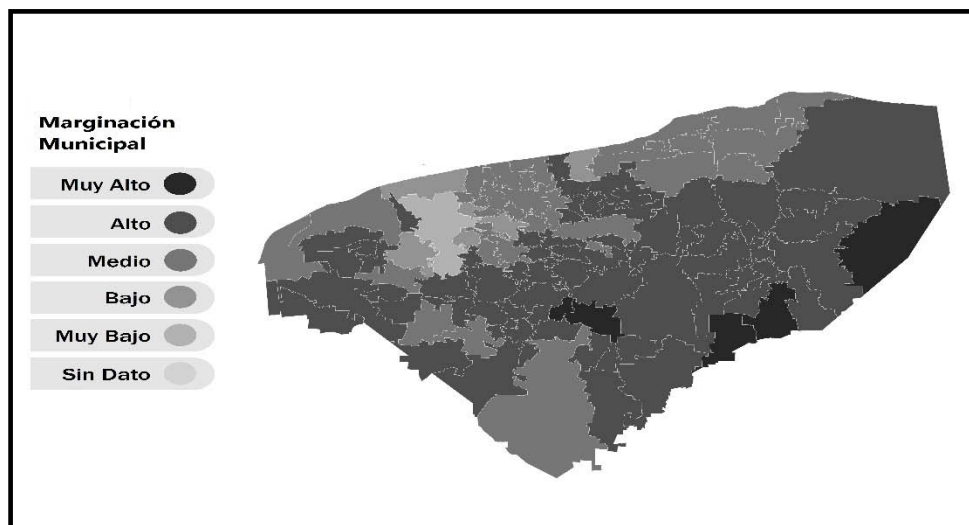 Marginación
Municipal
Muy Alto
Alto
Medio
Bajo
Muy Bajo
Sin Dato